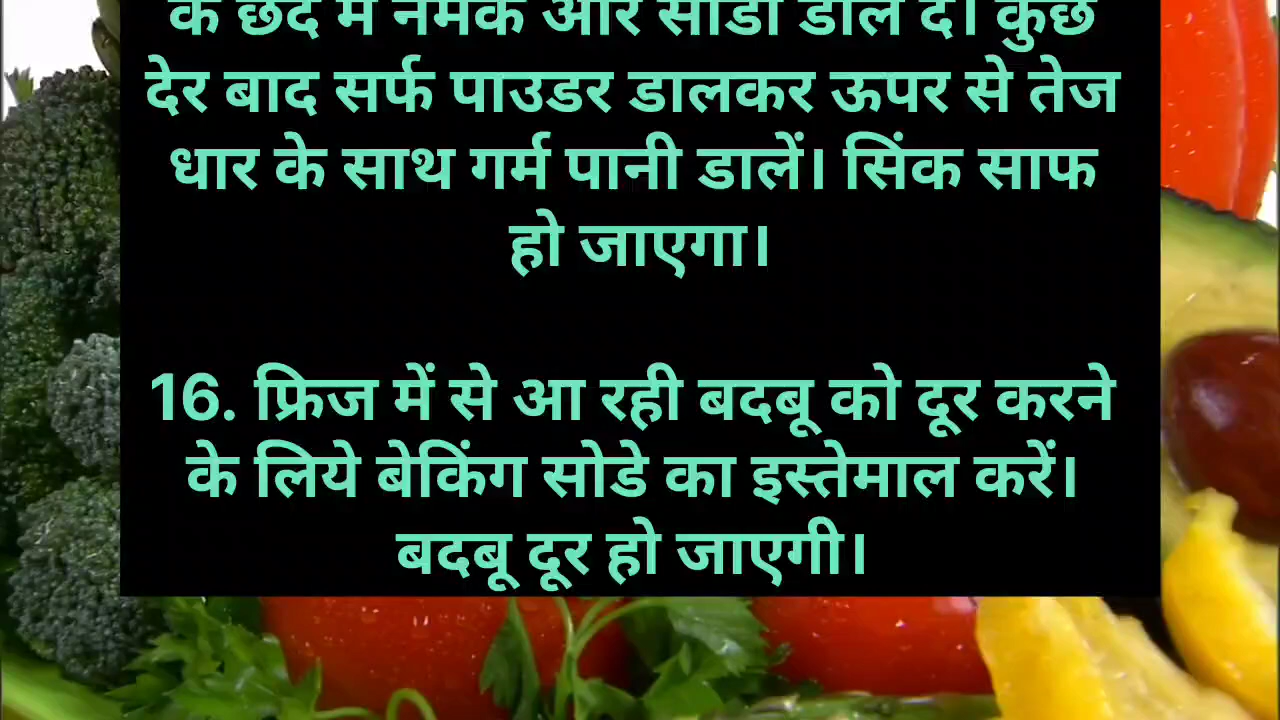 के छेद में नमक और सोडा डाल दें। कुछ
देर बाद सर्फ पाउडर डालकर ऊपर से तेज
धार के साथ गर्म पानी डालें। सिंक साफ
हो जाएगा।
16. फ्रिज में से आ रही बदबू को दूर करने
के लिये बेकिंग सोडे का इस्तेमाल करें।
बदबू दूर हो जाएगी।